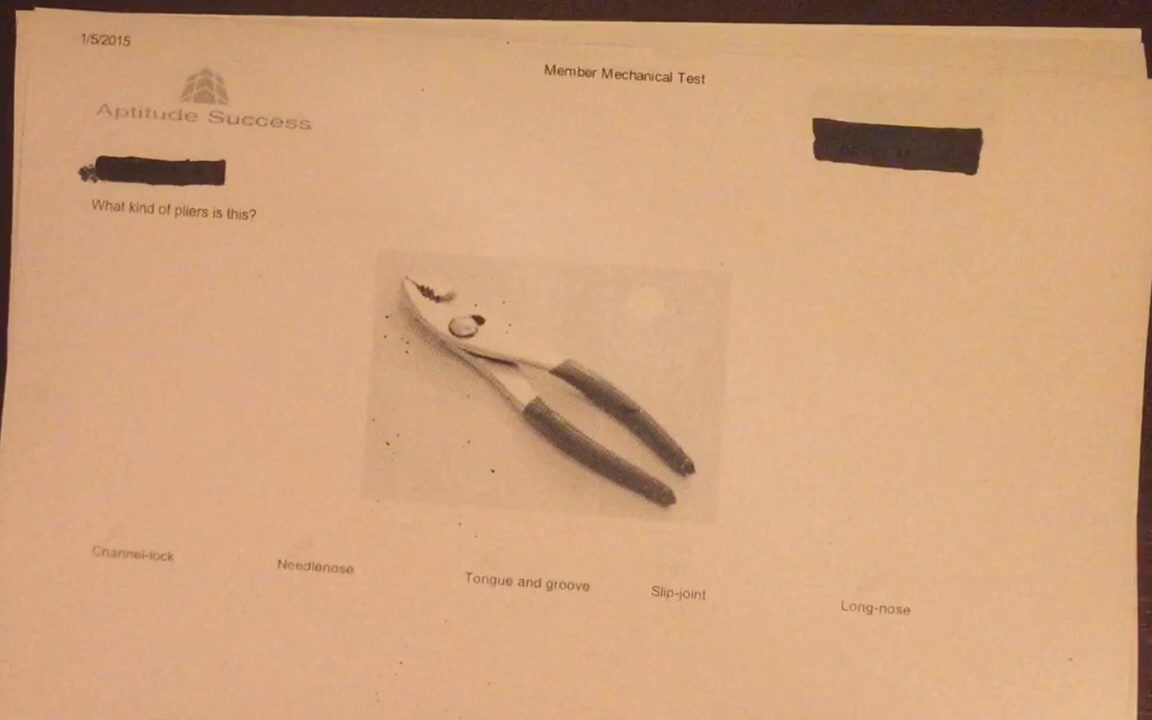 1/5/2015
Member Mechanical Test
Aptitude Success
What kind of pliers is this?
Channel-lock
Needlenose
Tongue and groove
Slip-joint
Long-nose